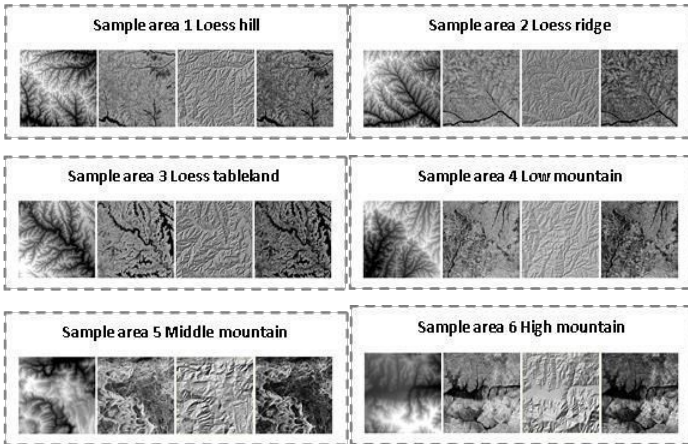 Sample area 1 Loess hill
Sample area 2 Loess ridge
Sample area 3 Loess tableland
Sample area 4 Low mountain
Sample area 5 Middle mountain
Sample area 6 High mountain